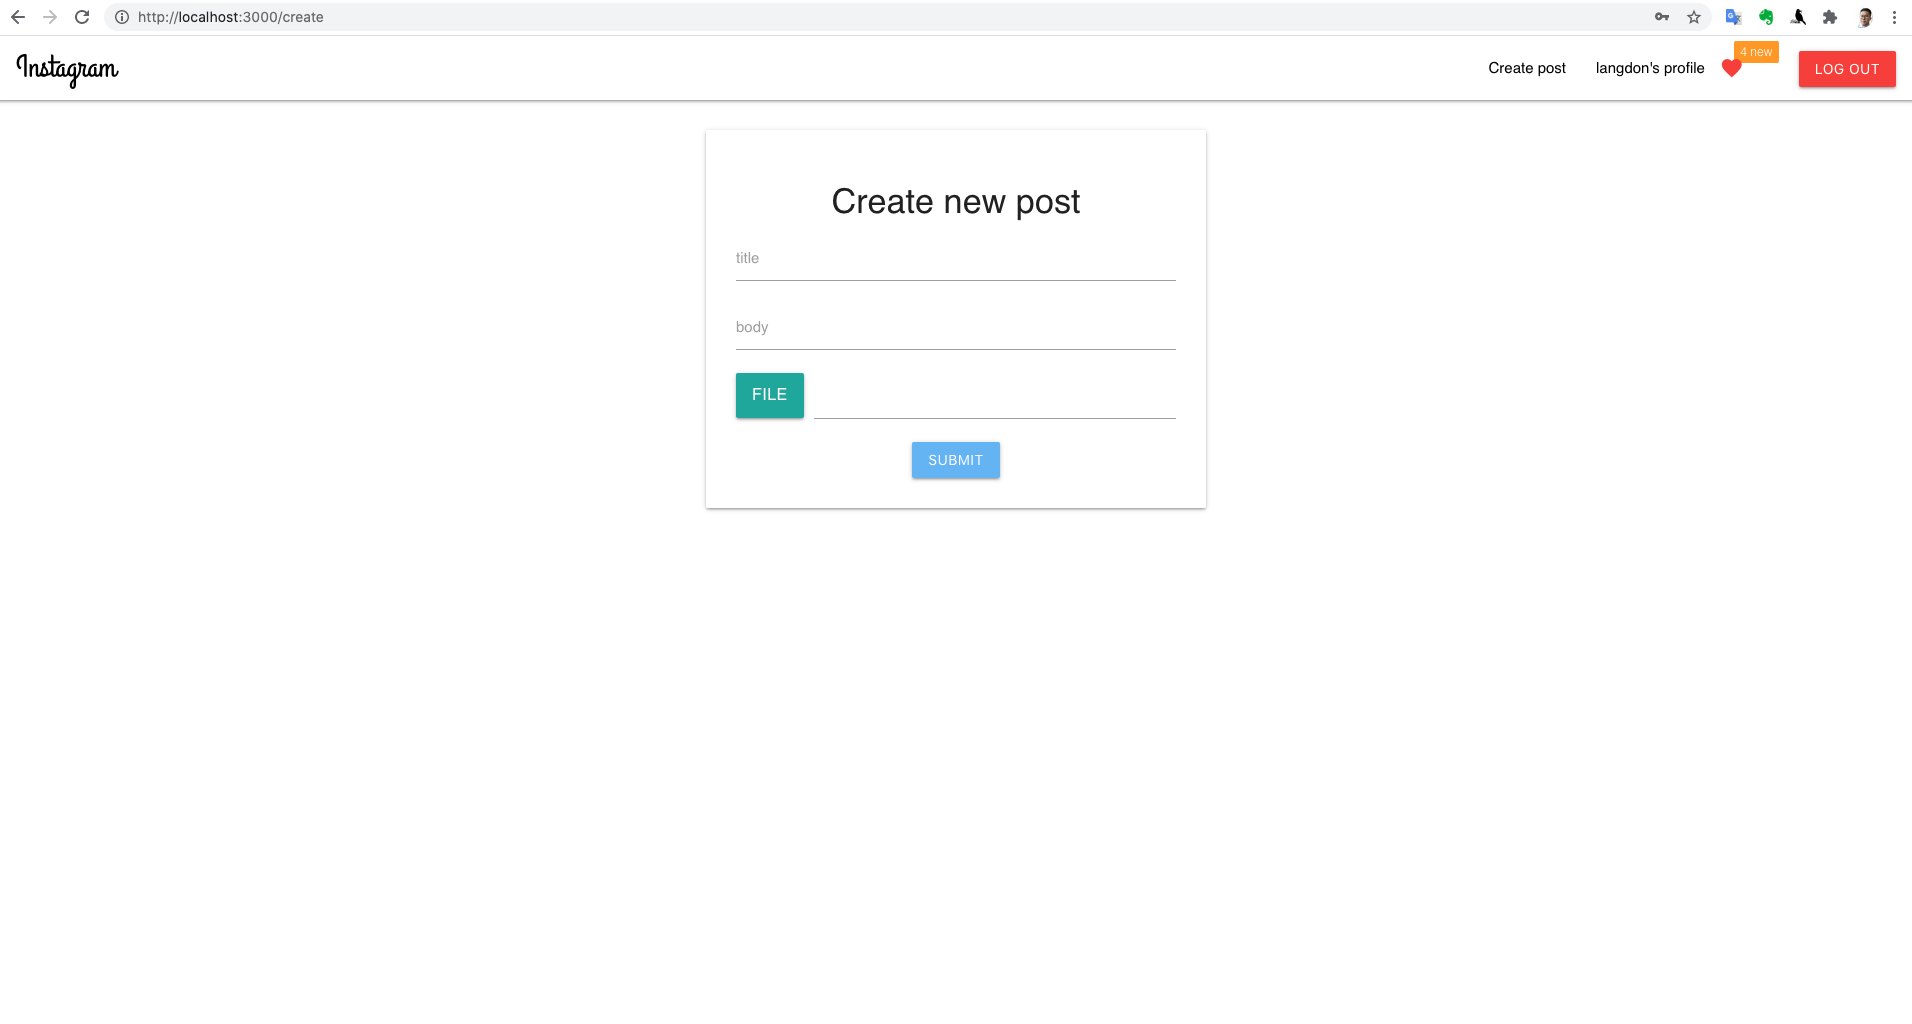 http://localhost:3000/create
Instagram
Create post
langdon's profile
4 new
LOG OUT
Create new post
title
body
FILE
SUBMIT